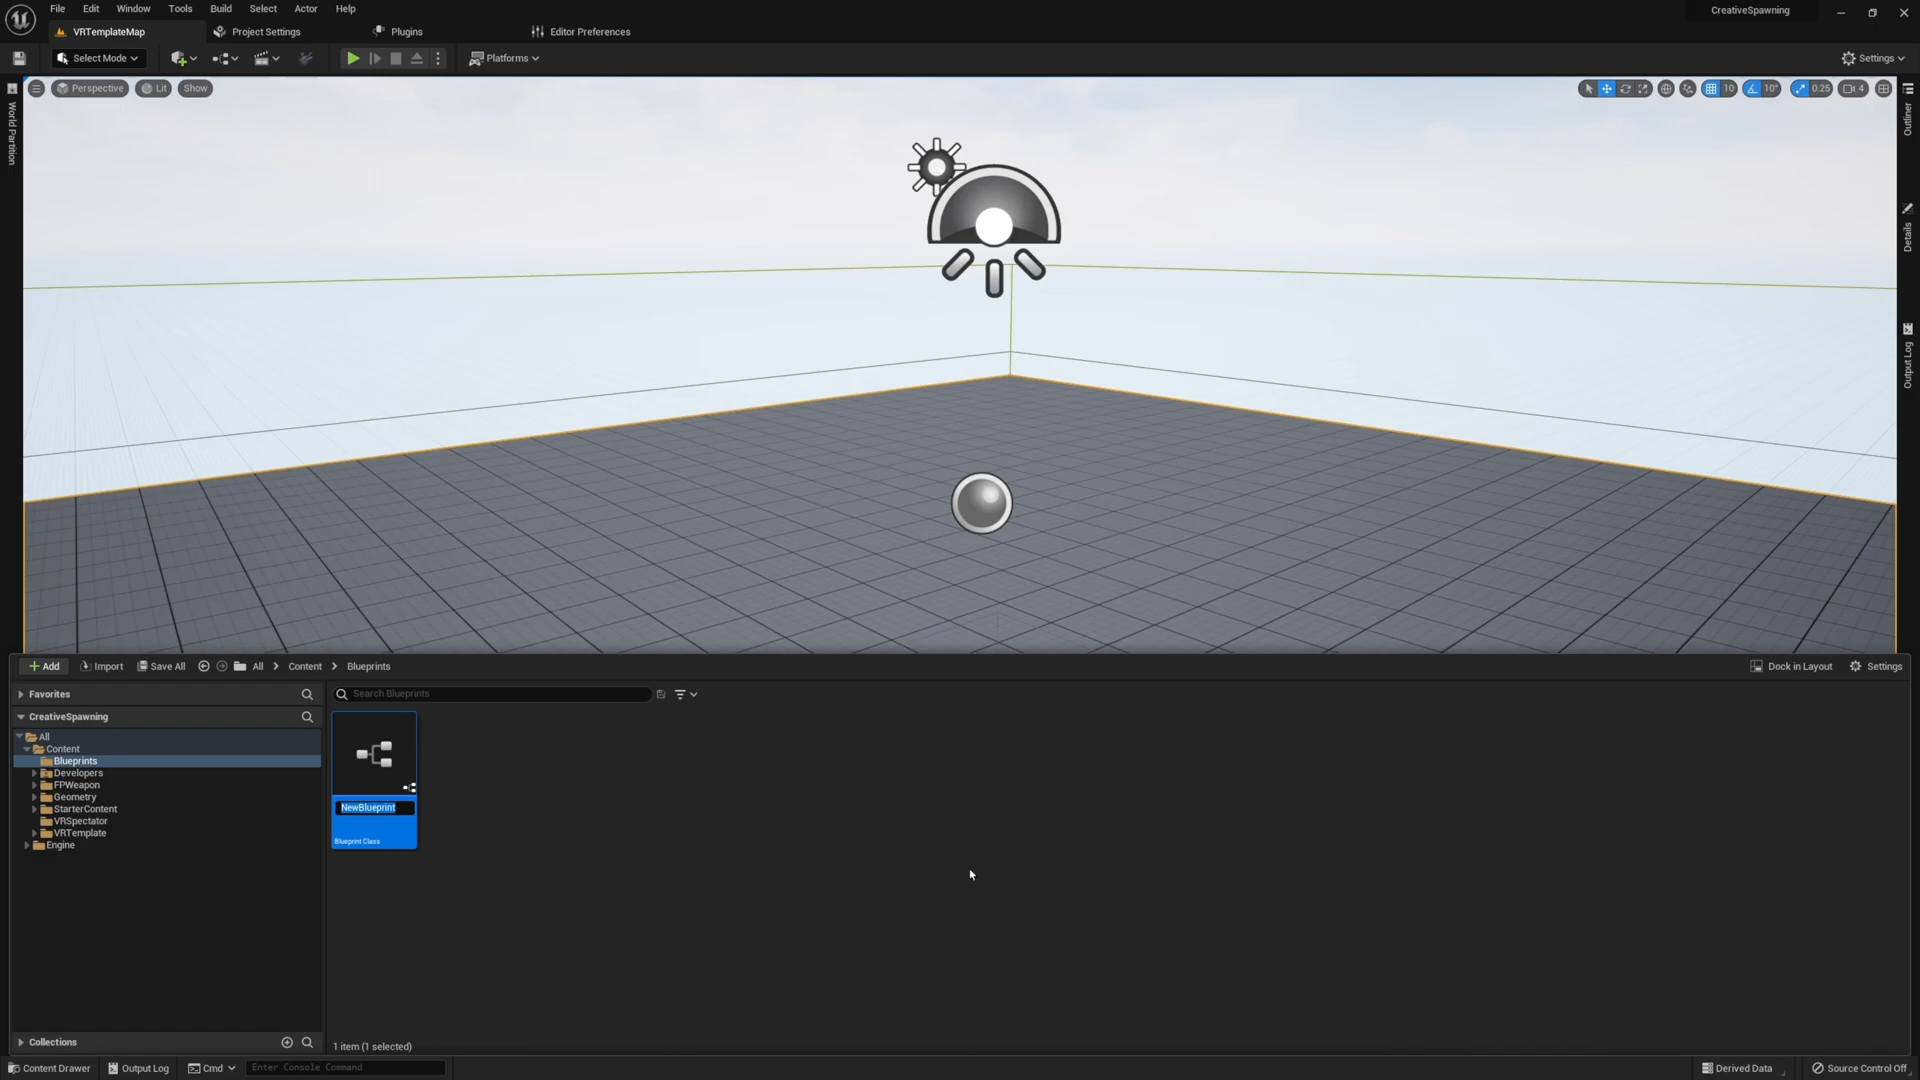 File Edit Window Tools Build Select Actor Help
CreativeSpawning
VRTemplateMap
Project Settings
Plugins
Editor Preferences
Select Mode
Platforms
Settings
Perspective
Lit
Show
10
10°
0.25
4
World Partition
Outliner
Details
Output Log
Add
Import
Save All
All
Content
Blueprints
Dock in Layout
Settings
Favorites
Search Blueprints
CreativeSpawning
All
Content
Blueprints
Developers
FPWeapon
Geometry
StarterContent
VRSpectator
VRTemplate
Engine
NewBlueprint
Blueprint Class
Collections
1 item (1 selected)
Content Drawer
Output Log
Cmd
Enter Console Command
Derived Data
Source Control Off